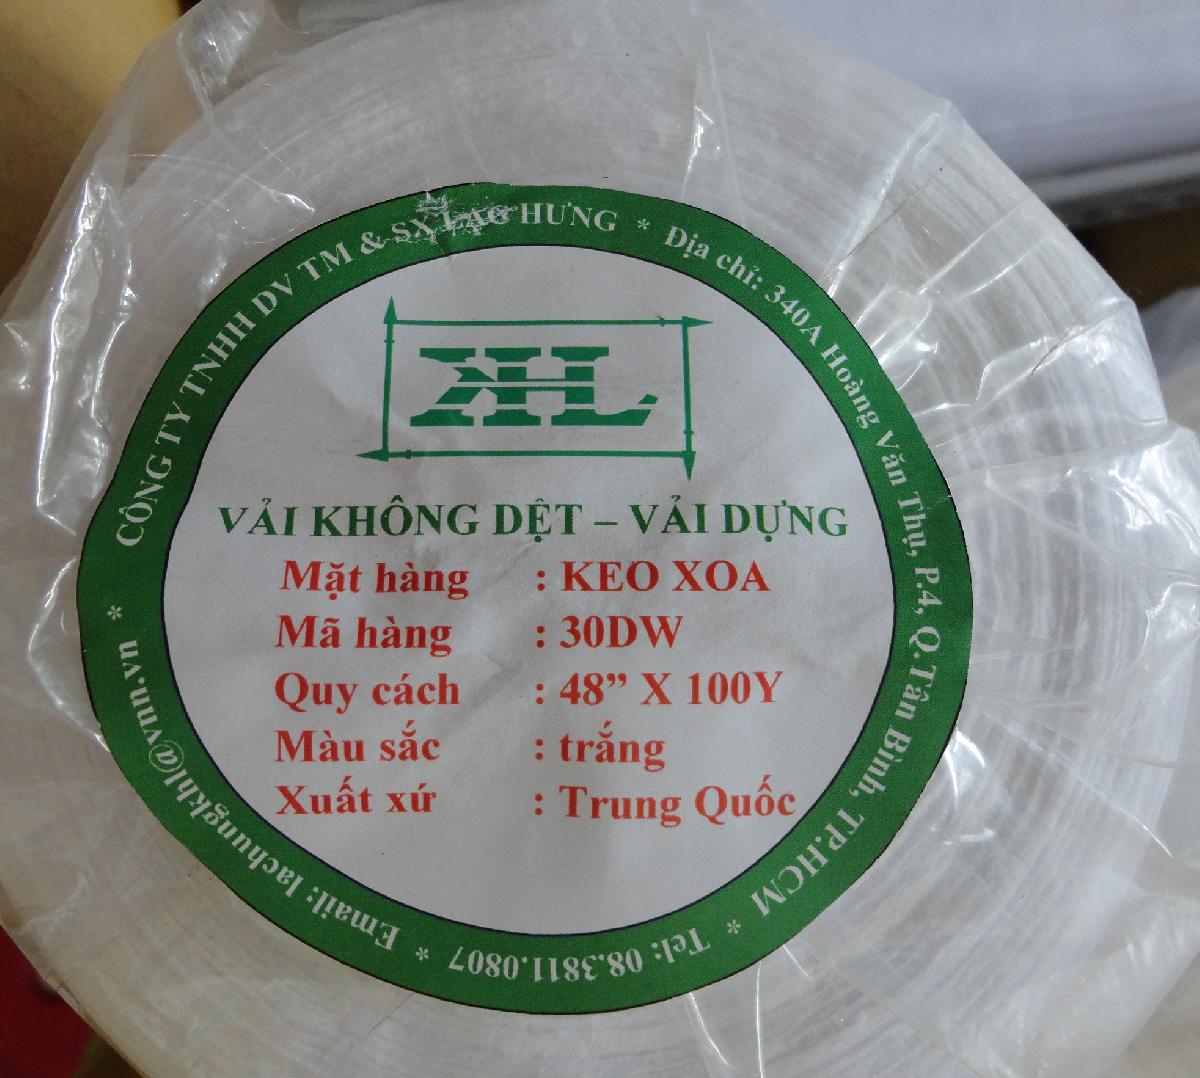 CÔNG TY TNHH DV TM & SX LẠC HƯNG * Địa chỉ: 340A Hoàng Văn Thụ, P.4, Q.Tân Bình, TP.HCM * Tel: 08.3811.0807 * Email: lachungkhl@vnn.vn *
KHL
VẢI KHÔNG DỆT – VẢI DỰNG
Mặt hàng : KEO XOA
Mã hàng : 30DW
Quy cách : 48” X 100Y
Màu sắc : trắng
Xuất xứ : Trung Quốc